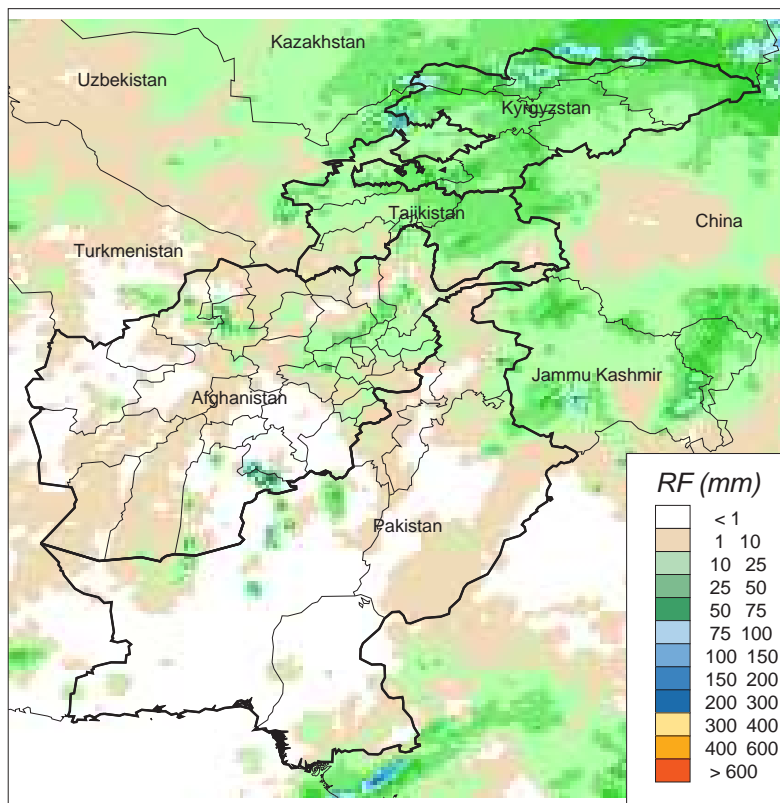 Kazakhstan
Uzbekistan
Kyrgyzstan
Tajikistan
China
Turkmenistan
Jammu Kashmir
Afghanistan
Pakistan
RF (mm)
< 1
1 10
10 25
25 50
50 75
75 100
100 150
150 200
200 300
300 400
400 600
> 600